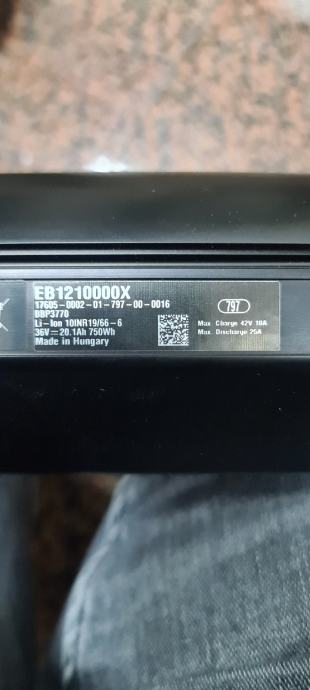 EB1210000X
17605-0002-01-797-00-0016
BBP3770
Li-Ion 10INR19/66-6
36V⎓20.1Ah 750Wh
Made in Hungary
797
Max. Charge 42V 10A
Max. Discharge 25A